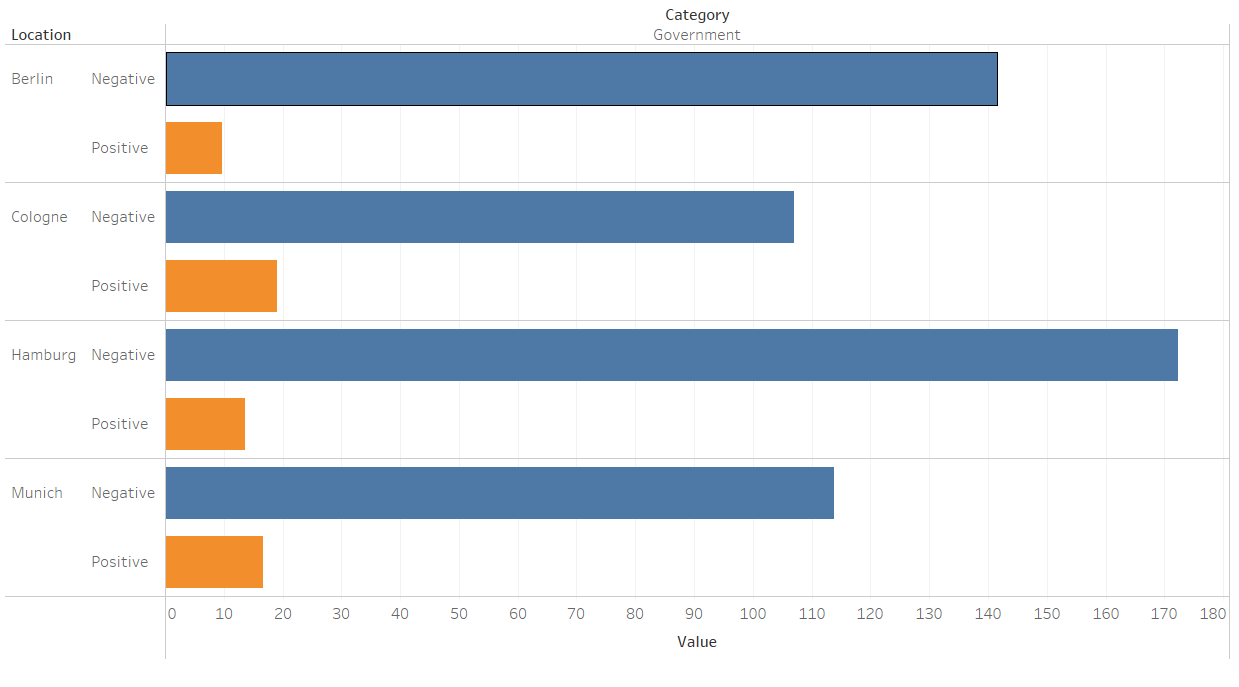 Category
Location Government
Berlin Negative
Positive
Cologne Negative
Positive
Hamburg Negative
Positive
Munich Negative
Positive
0 10 20 30 40 50 60 70 80 90 100 110 120 130 140 150 160 170 180
Value